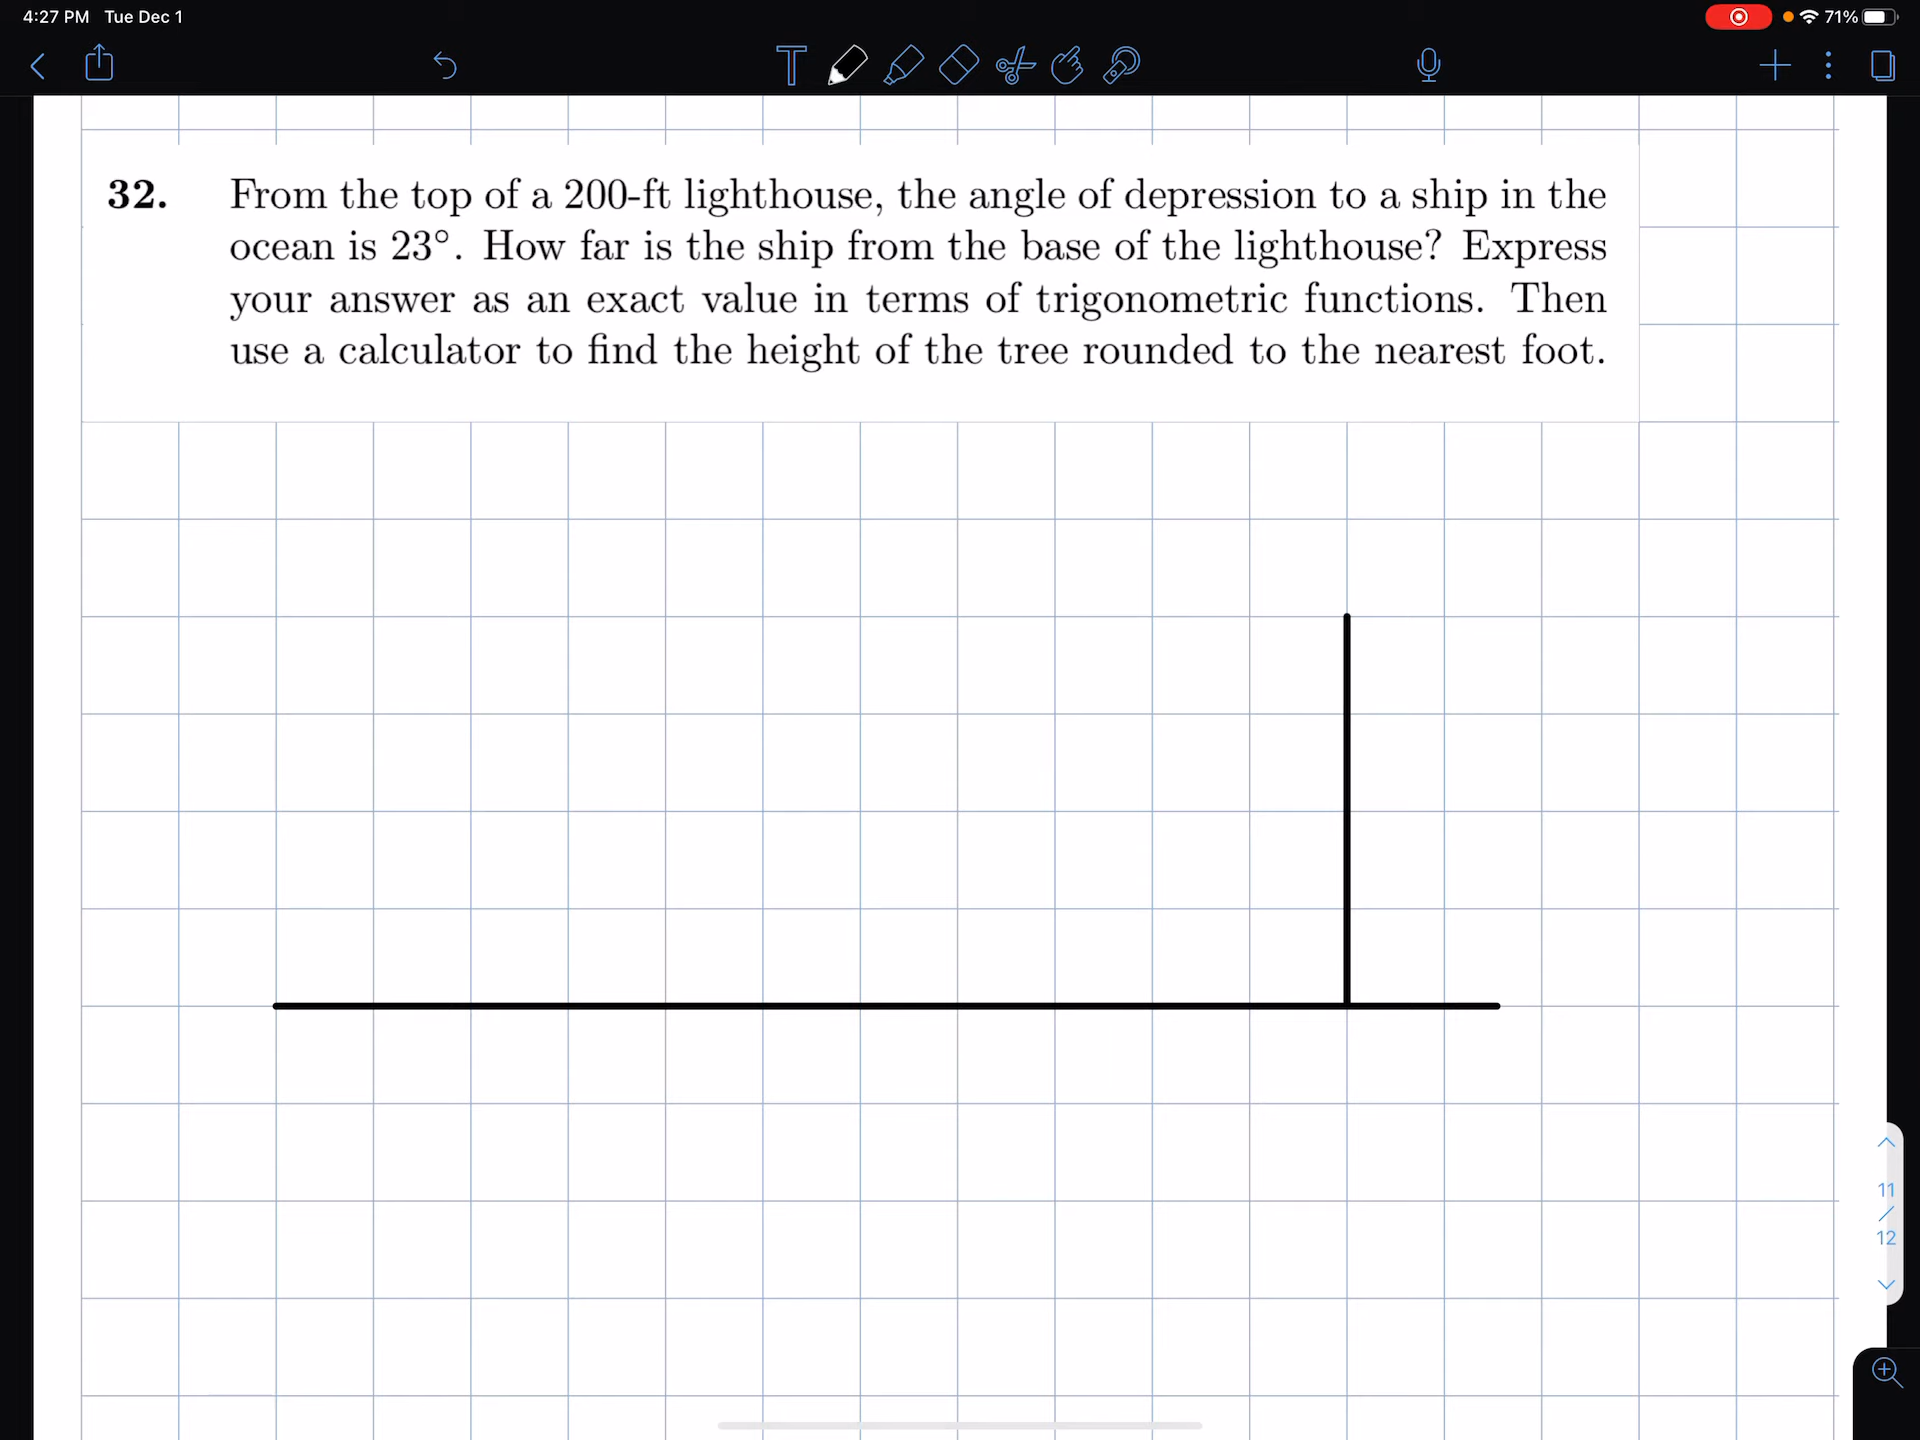 4:27 PM Tue Dec 1
71%
T
32. From the top of a 200-ft lighthouse, the angle of depression to a ship in the
ocean is 23°. How far is the ship from the base of the lighthouse? Express
your answer as an exact value in terms of trigonometric functions. Then
use a calculator to find the height of the tree rounded to the nearest foot.
11
/
12